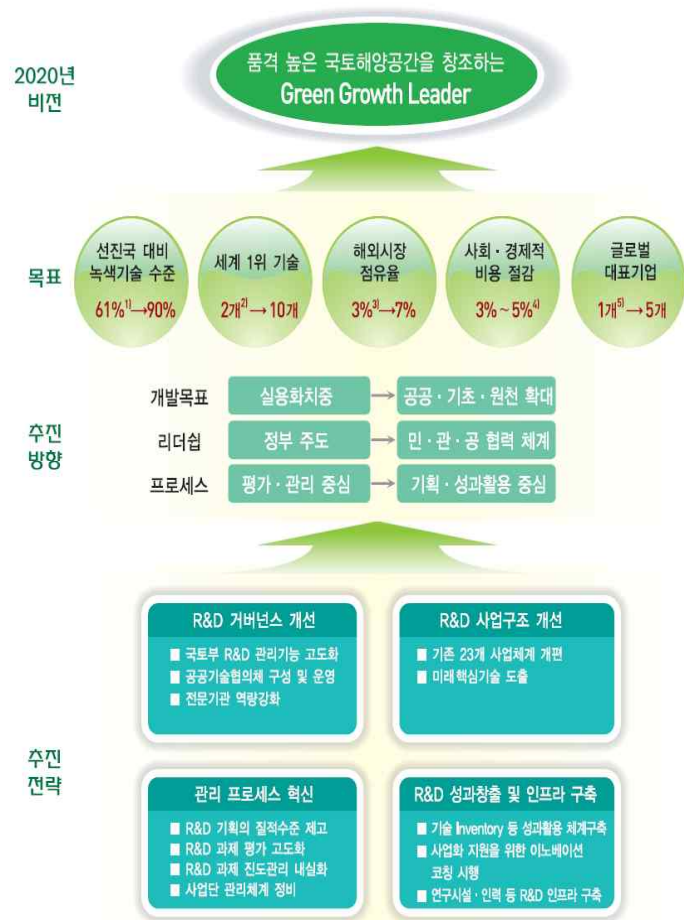 2020년
비전
품격 높은 국토해양공간을 창조하는
Green Growth Leader
목표
선진국 대비
녹색기술 수준
61%1)→90%
세계 1위 기술
2개2)→10개
해외시장
점유율
3%3)→7%
사회·경제적
비용 절감
3%~5%4)
글로벌
대표기업
1개5)→5개
추진
방향
개발목표 실용화치중 → 공공·기초·원천 확대
리더쉽 정부 주도 → 민·관·공 협력 체계
프로세스 평가·관리 중심 → 기획·성과활용 중심
추진
전략
R&D 거버넌스 개선
■ 국토부 R&D 관리기능 고도화
■ 공공기술협의체 구성 및 운영
■ 전문기관 역량강화
R&D 사업구조 개선
■ 기존 23개 사업체계 개편
■ 미래핵심기술 도출
관리 프로세스 혁신
■ R&D 기획의 질적수준 제고
■ R&D 과제 평가 고도화
■ R&D 과제 진도관리 내실화
■ 사업단 관리체계 정비
R&D 성과창출 및 인프라 구축
■ 기술 Inventory 등 성과활용 체계구축
■ 사업화 지원을 위한 이노베이션
코칭 시행
■ 연구시설·인력 등 R&D 인프라 구축